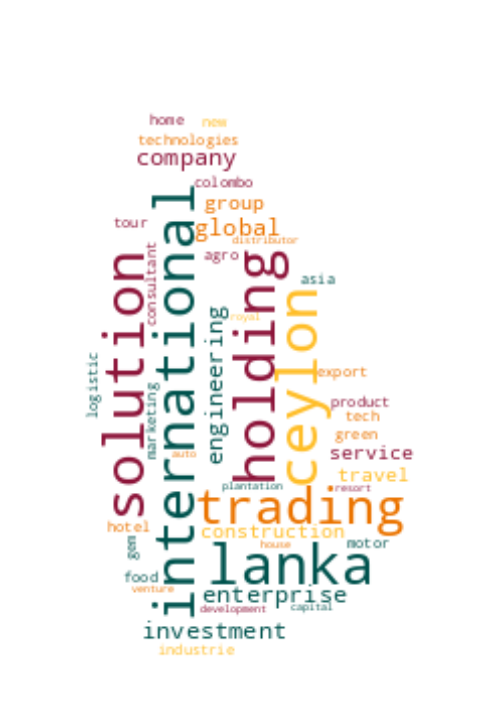 home
new
technologies
company
colombo
group
tour
global
distributor
agro
consultant
international
solution
holding
asia
ceylon
engineering
royal
logistic
marketing
export
product
tech
green
auto
service
travel
plantation
resort
trading
hotel
construction
gem
house
motor
lanka
food
venture
enterprise
development
capital
investment
industrie